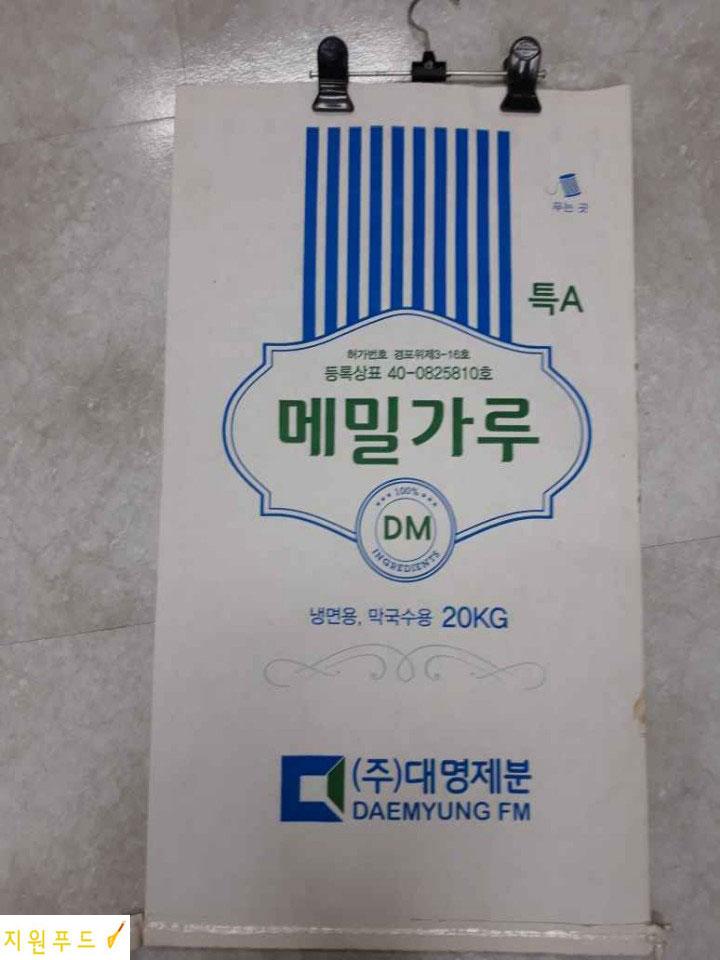 푸는 곳
특A
허가번호 경포위제3-16호
등록상표 40-0825810호
메밀가루
100%
DM
INGREDIENTS
냉면용, 막국수용 20KG
(주)대명제분
DAEMYUNG FM
지원푸드